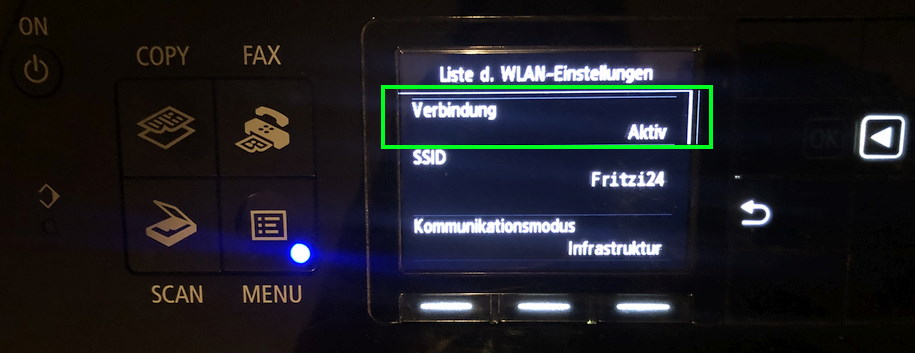 ON
COPY
FAX
SCAN
MENU
Liste d. WLAN-Einstellungen
Verbindung
Aktiv
SSID
Fritzi24
Kommunikationsmodus
Infrastruktur
OK